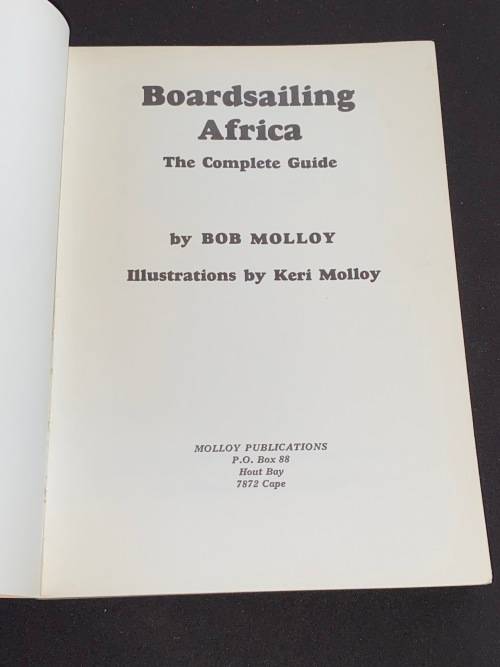 Boardsailing
Africa
The Complete Guide
by BOB MOLLOY
Illustrations by Keri Molloy
MOLLOY PUBLICATIONS
P.O. Box 88
Hout Bay
7872 Cape